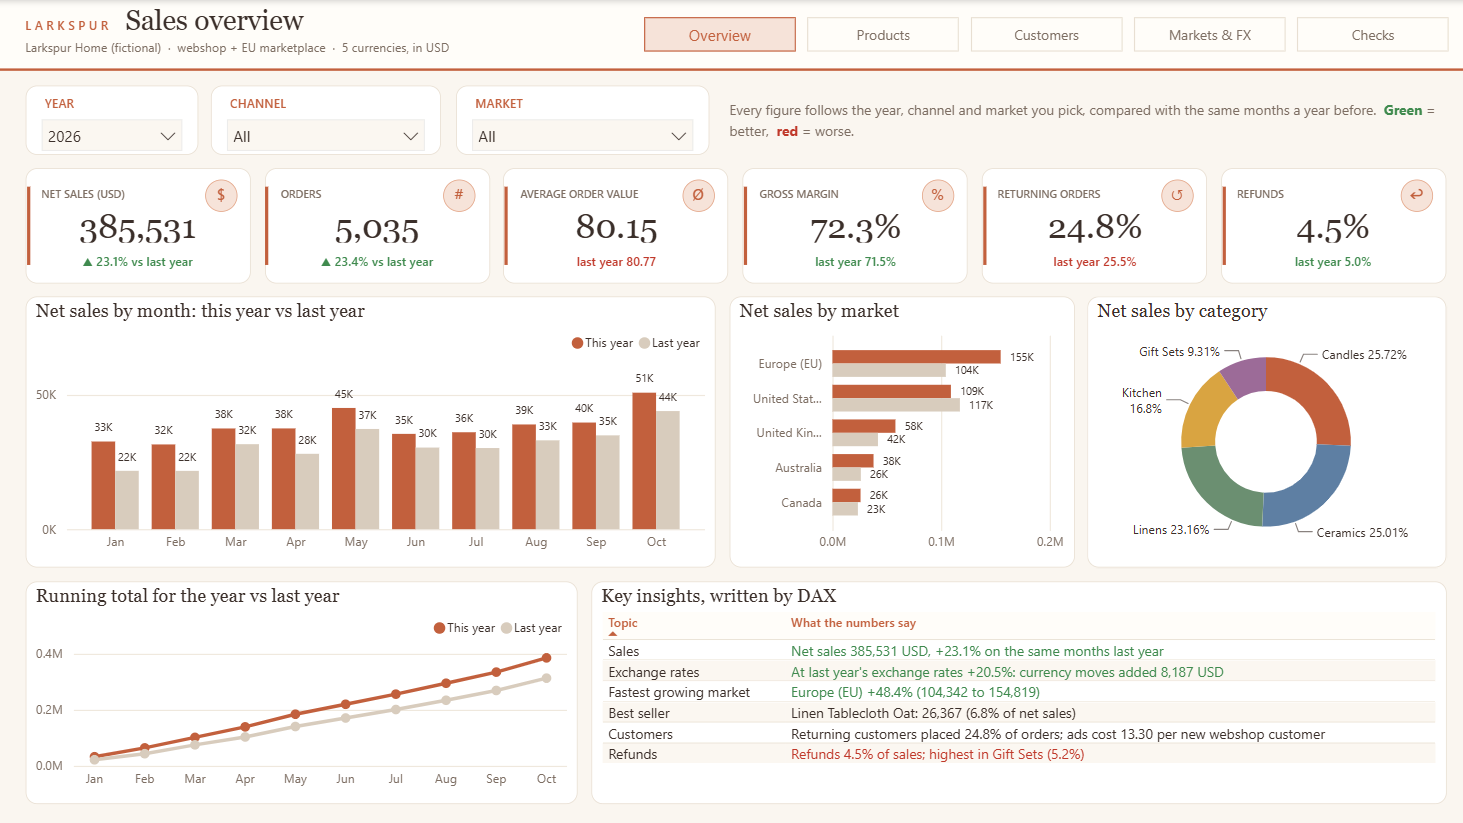 LARKSPUR Sales overview
Larkspur Home (fictional) · webshop + EU marketplace · 5 currencies, in USD
Overview
Products
Customers
Markets & FX
Checks
YEAR
2026
CHANNEL
All
MARKET
All
Every figure follows the year, channel and market you pick, compared with the same months a year before. Green =
better, red = worse.
NET SALES (USD)
$
385,531
▲ 23.1% vs last year
ORDERS
#
5,035
▲ 23.4% vs last year
AVERAGE ORDER VALUE
Ø
80.15
last year 80.77
GROSS MARGIN
%
72.3%
last year 71.5%
RETURNING ORDERS
↺
24.8%
last year 25.5%
REFUNDS
↩
4.5%
last year 5.0%
Net sales by month: this year vs last year
This year Last year
50K
0K
33K
22K
32K
22K
38K
32K
38K
28K
45K
37K
35K
30K
36K
30K
39K
33K
40K
35K
51K
44K
Jan Feb Mar Apr May Jun Jul Aug Sep Oct
Net sales by market
Europe (EU)
155K
104K
United Stat...
109K
117K
United Kin...
58K
42K
Australia
38K
26K
Canada
26K
23K
0.0M 0.1M 0.2M
Net sales by category
Gift Sets 9.31%
Candles 25.72%
Kitchen
16.8%
Linens 23.16%
Ceramics 25.01%
Running total for the year vs last year
This year Last year
0.4M
0.2M
0.0M
Jan Feb Mar Apr May Jun Jul Aug Sep Oct
Key insights, written by DAX
Topic What the numbers say
Sales Net sales 385,531 USD, +23.1% on the same months last year
Exchange rates At last year's exchange rates +20.5%: currency moves added 8,187 USD
Fastest growing market Europe (EU) +48.4% (104,342 to 154,819)
Best seller Linen Tablecloth Oat: 26,367 (6.8% of net sales)
Customers Returning customers placed 24.8% of orders; ads cost 13.30 per new webshop customer
Refunds Refunds 4.5% of sales; highest in Gift Sets (5.2%)